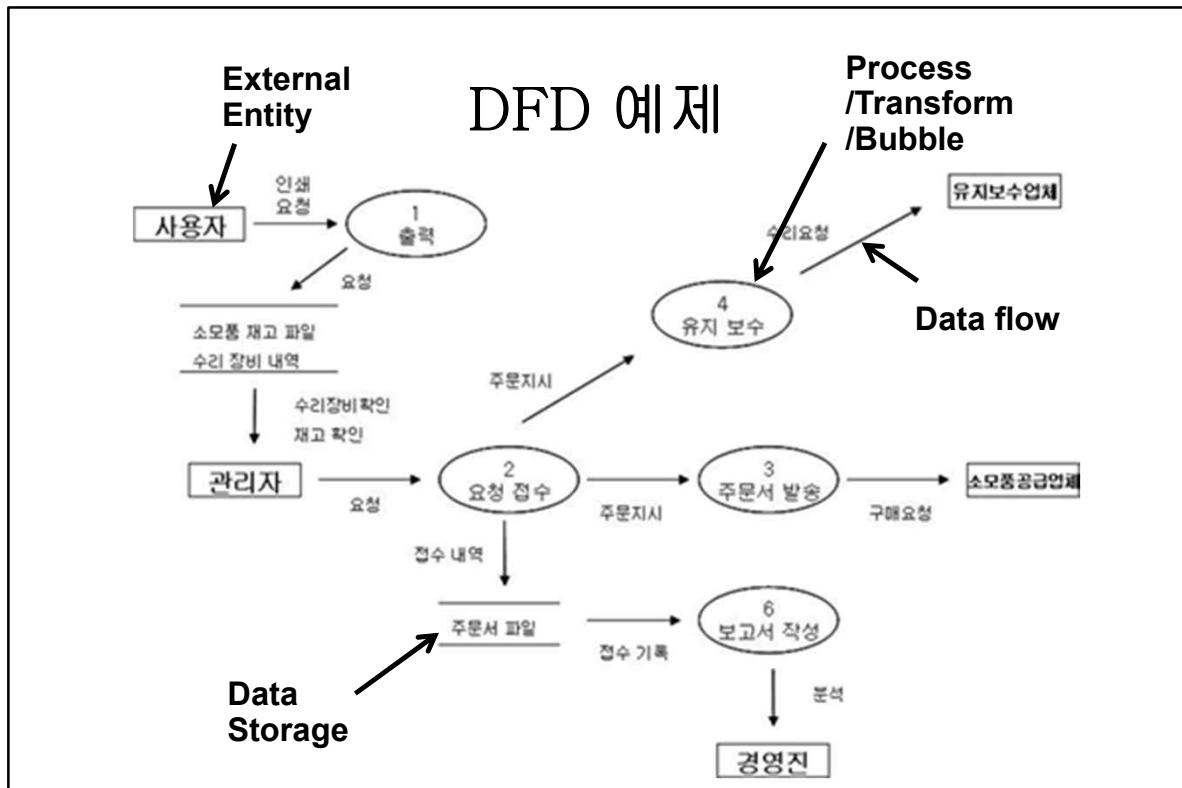 External
Entity
DFD 예제
Process
/Transform
/Bubble
인쇄
요청
사용자
1
출력
유지보수업체
수리요청
요청
4
유지 보수
Data flow
소모품 재고 파일
수리 장비 내역
주문지시
수리장비확인
재고 확인
관리자
요청
2
요청 접수
주문지시
3
주문서 발송
구매요청
소모품공급업체
접수 내역
주문서 파일
접수 기록
6
보고서 작성
Data
Storage
분석
경영진